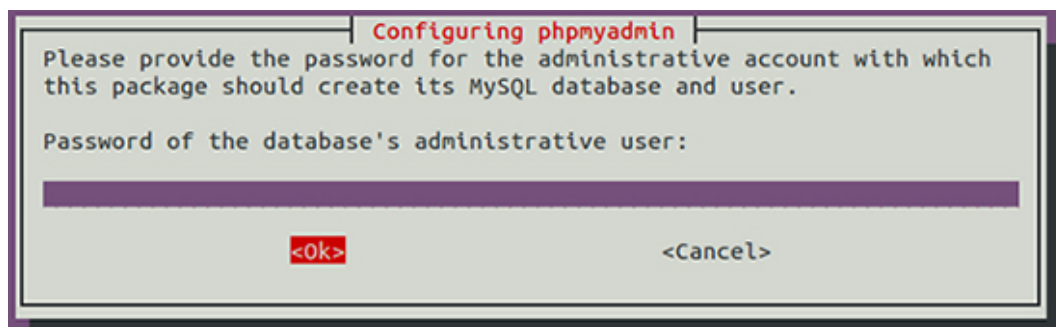 Configuring phpmyadmin
Please provide the password for the administrative account with which
this package should create its MySQL database and user.
Password of the database's administrative user:
<Ok> <Cancel>